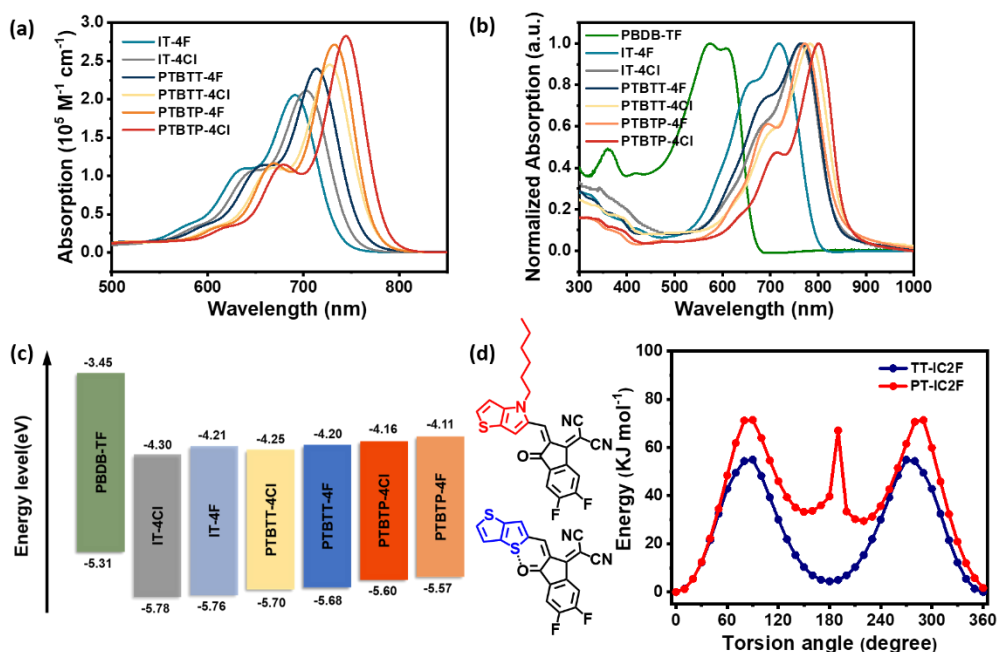 (a)
3.0
2.5
2.0
1.5
1.0
0.5
0.0
Absorption (10⁵ M⁻¹ cm⁻¹)
IT-4F
IT-4Cl
PTBTT-4F
PTBTT-4Cl
PTBTP-4F
PTBTP-4Cl
500 600 700 800
Wavelength (nm)
(b)
1.0
0.8
0.6
0.4
0.2
0.0
Normalized Absorption (a.u.)
PBDB-TF
IT-4F
IT-4Cl
PTBTT-4F
PTBTT-4Cl
PTBTP-4F
PTBTP-4Cl
300 400 500 600 700 800 900 1000
Wavelength (nm)
(c)
Energy level(eV)
-3.45
PBDB-TF
-5.31
-4.30
IT-4Cl
-5.78
-4.21
IT-4F
-5.76
-4.25
PTBTT-4Cl
-5.70
-4.20
PTBTT-4F
-5.68
-4.16
PTBTP-4Cl
-5.60
-4.11
PTBTP-4F
-5.57
(d)
N
S
NC
CN
O
F
F
S
S
NC
CN
O
F
F
100
80
60
40
20
0
Energy (KJ mol⁻¹)
TT-IC2F
PT-IC2F
0 60 120 180 240 300 360
Torsion angle (degree)